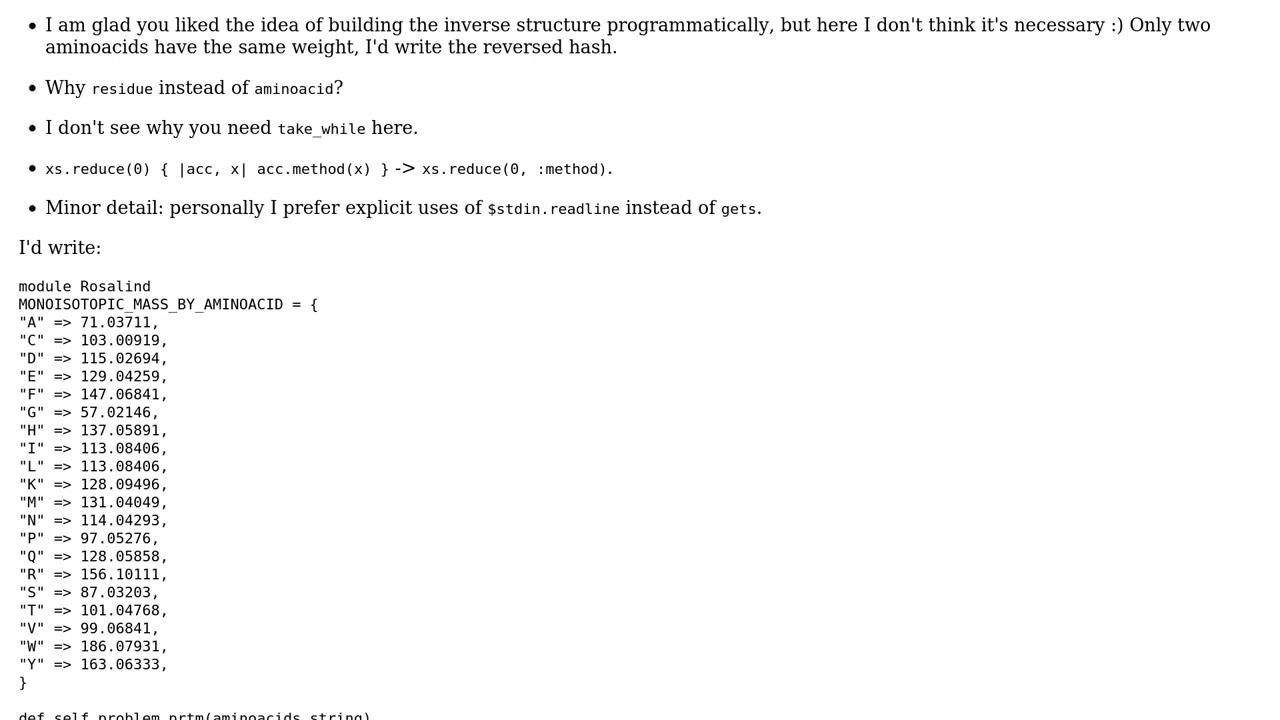 I am glad you liked the idea of building the inverse structure programmatically, but here I don't think it's necessary :) Only two
aminoacids have the same weight, I'd write the reversed hash.
Why residue instead of aminoacid?
I don't see why you need take_while here.
xs.reduce(0) { |acc, x| acc.method(x) } -> xs.reduce(0, :method).
Minor detail: personally I prefer explicit uses of $stdin.readline instead of gets.
I'd write:
module Rosalind
MONOISOTOPIC_MASS_BY_AMINOACID = {
"A" => 71.03711,
"C" => 103.00919,
"D" => 115.02694,
"E" => 129.04259,
"F" => 147.06841,
"G" => 57.02146,
"H" => 137.05891,
"I" => 113.08406,
"L" => 113.08406,
"K" => 128.09496,
"M" => 131.04049,
"N" => 114.04293,
"P" => 97.05276,
"Q" => 128.05858,
"R" => 156.10111,
"S" => 87.03203,
"T" => 101.04768,
"V" => 99.06841,
"W" => 186.07931,
"Y" => 163.06333,
}
def self.problem_prtm(aminoacids_string)